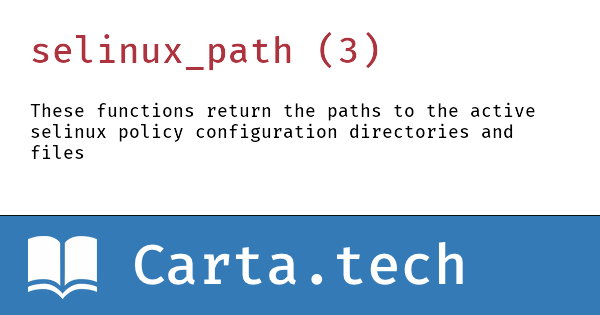 selinux_path (3)
These functions return the paths to the active
selinux policy configuration directories and
files
Carta.tech